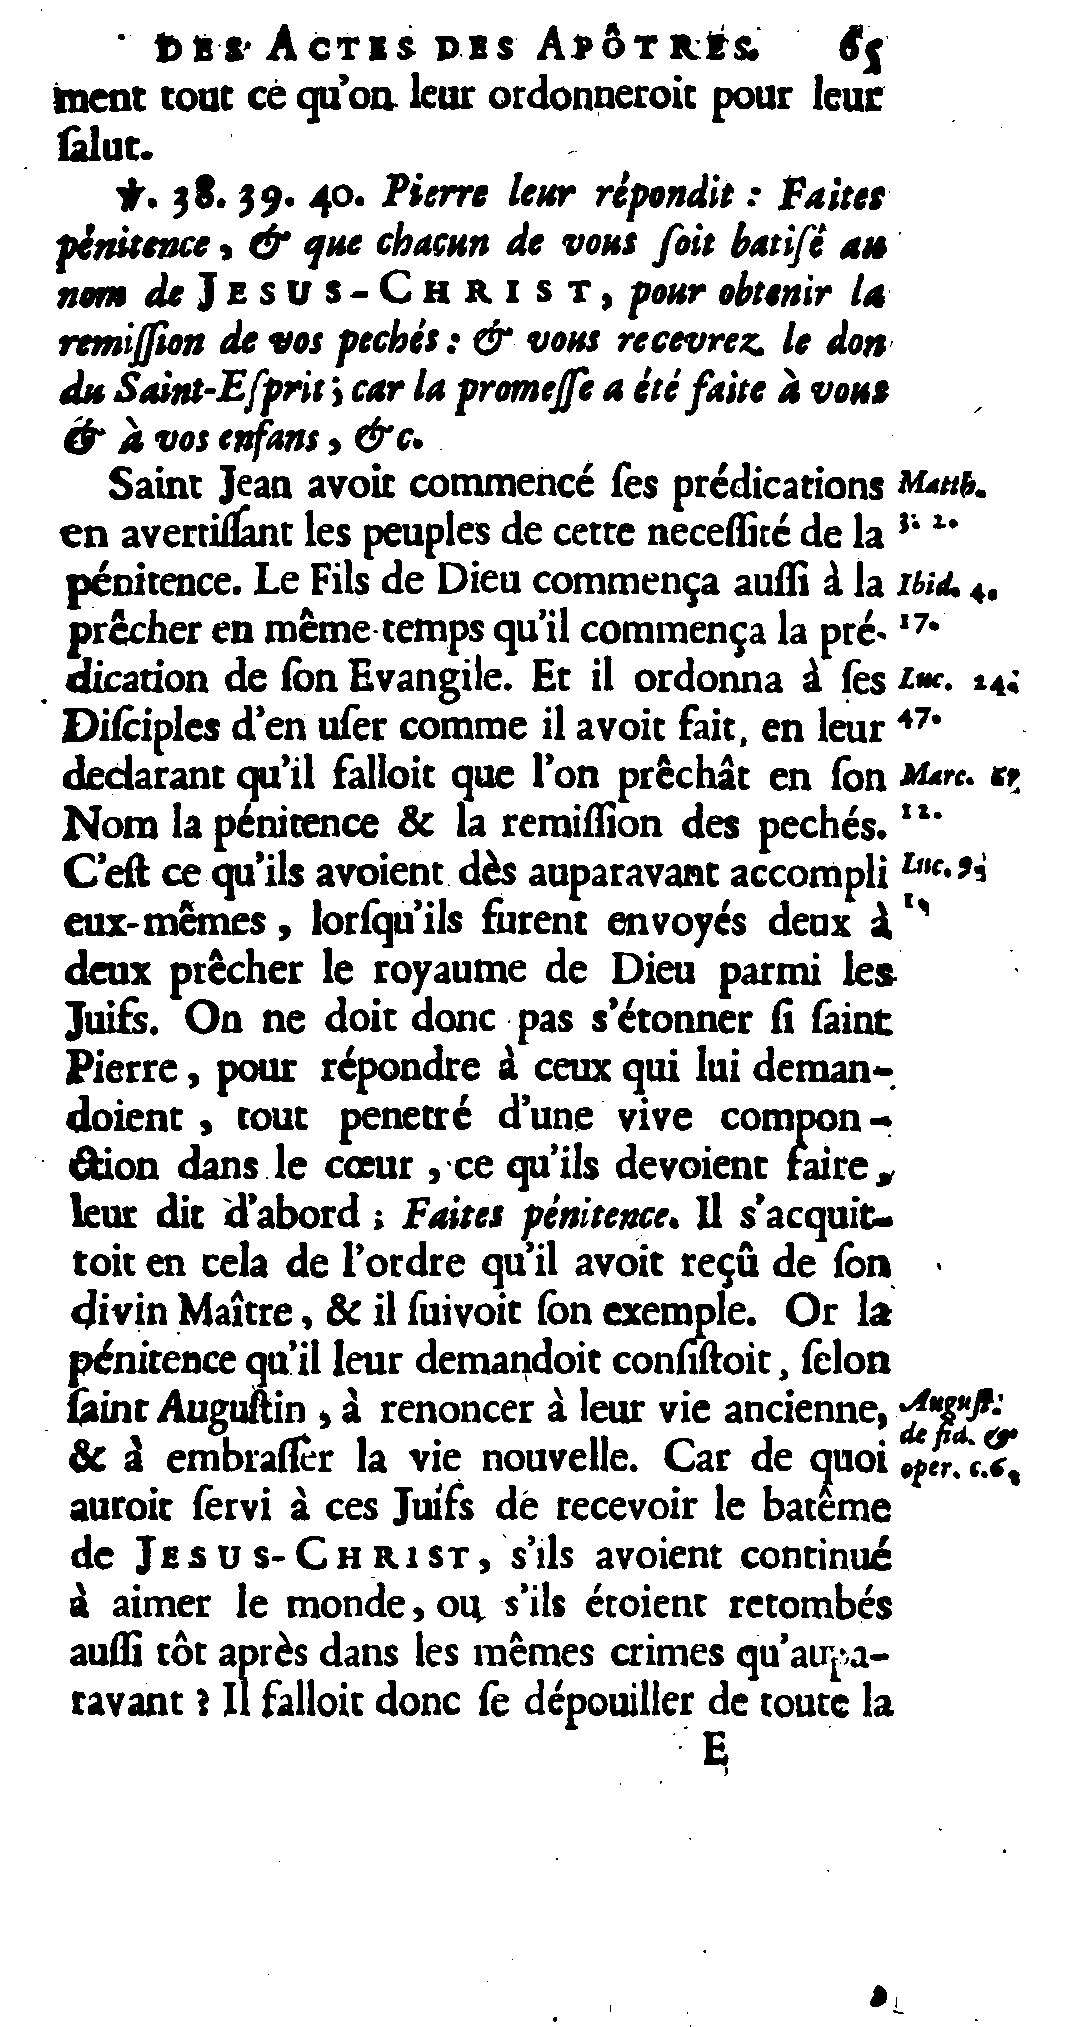 DES ACTES DES APÔTRES. 65
ment tout ce qu'on leur ordonneroit pour leur
ſalut.
℣. 38. 39. 40. Pierre leur répondit : Faites
pénitence, & que chacun de vous ſoit batiſé au
nom de JESUS-CHRIST, pour obtenir la
remiſſion de vos pechés : & vous recevrez le don
du Saint-Eſprit ; car la promeſſe a été faite à vous
& à vos enfans, &c.
Saint Jean avoit commencé ſes prédications
en avertiſſant les peuples de cette neceſſité de la
pénitence. Le Fils de Dieu commença auſſi à la
prêcher en même-temps qu'il commença la pré-
dication de ſon Evangile. Et il ordonna à ſes
Diſciples d'en uſer comme il avoit fait, en leur
declarant qu'il falloit que l'on prêchât en ſon
Nom la pénitence & la remiſſion des pechés.
C'eſt ce qu'ils avoient dès auparavant accompli
eux-mêmes, lorſqu'ils furent envoyés deux à
deux prêcher le royaume de Dieu parmi les
Juifs. On ne doit donc pas s'étonner ſi ſaint
Pierre, pour répondre à ceux qui lui deman-
doient, tout penetré d'une vive compon-
ction dans le cœur, ce qu'ils devoient faire,
leur dit d'abord ; Faites pénitence. Il s'acquit-
toit en cela de l'ordre qu'il avoit reçû de ſon
divin Maître, & il ſuivoit ſon exemple. Or la
pénitence qu'il leur demandoit conſiſtoit, ſelon
ſaint Auguſtin, à renoncer à leur vie ancienne,
& à embraſſer la vie nouvelle. Car de quoi
auroit ſervi à ces Juifs de recevoir le batême
de JESUS-CHRIST, s'ils avoient continué
à aimer le monde, ou s'ils étoient retombés
auſſi tôt après dans les mêmes crimes qu'aupa-
ravant ? Il falloit donc ſe dépouiller de toute la
E
Matth.
3. 2.
Ibid. 4.
17.
Luc. 24.
47.
Marc.
12.
Luc. 9.
Auguſt.
de fid. &
oper. c. 6.